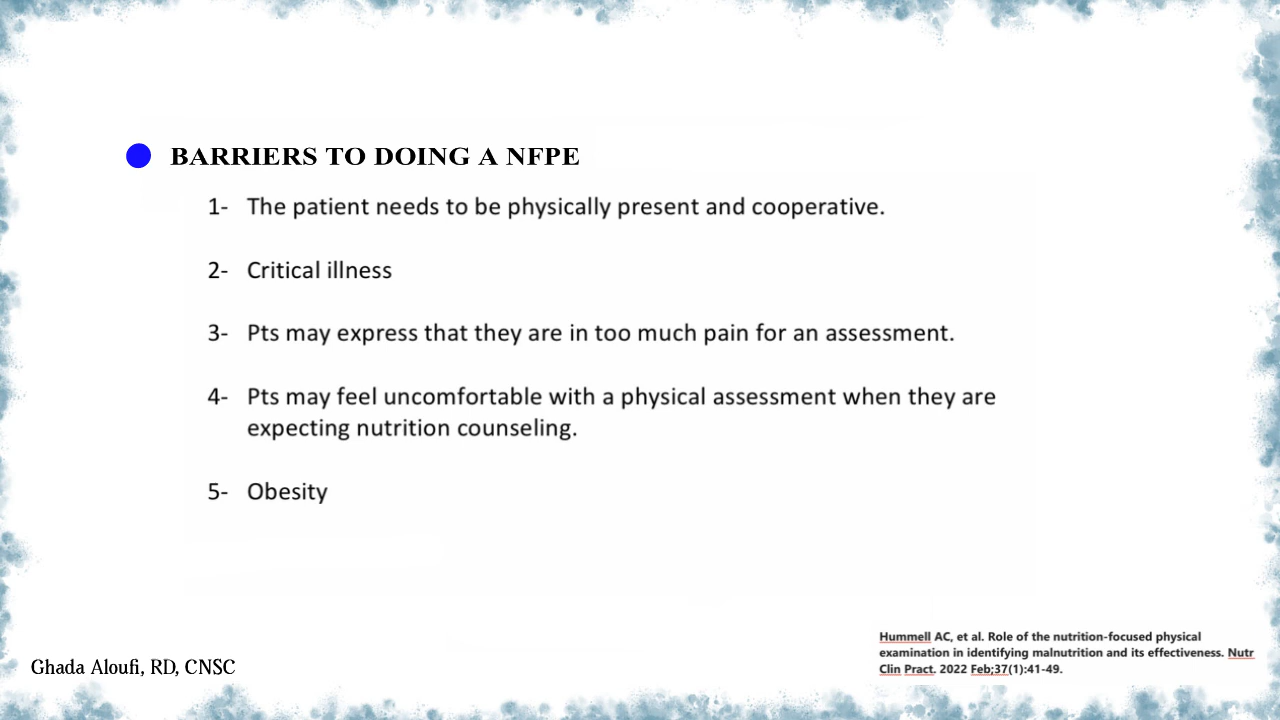 BARRIERS TO DOING A NFPE
1- The patient needs to be physically present and cooperative.
2- Critical illness
3- Pts may express that they are in too much pain for an assessment.
4- Pts may feel uncomfortable with a physical assessment when they are
expecting nutrition counseling.
5- Obesity
Hummell AC, et al. Role of the nutrition-focused physical
examination in identifying malnutrition and its effectiveness. Nutr
Clin Pract. 2022 Feb;37(1):41-49.
Ghada Aloufi, RD, CNSC